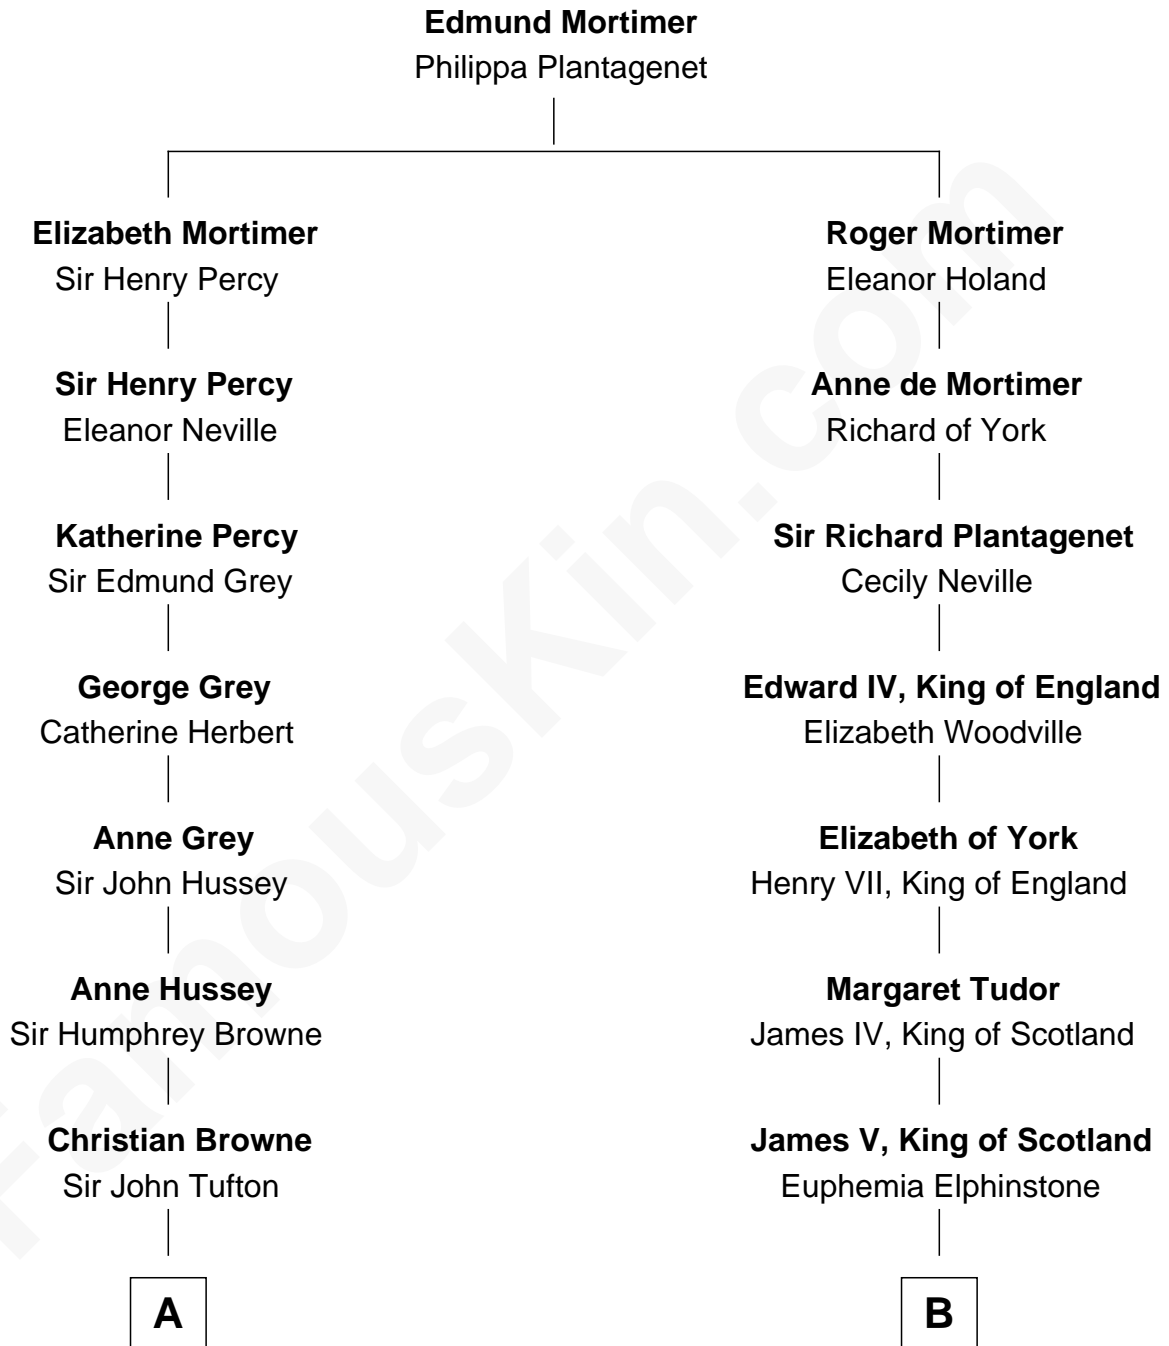 Edmund Mortimer
Philippa Plantagenet
Elizabeth Mortimer
Sir Henry Percy
Sir Henry Percy
Eleanor Neville
Katherine Percy
Sir Edmund Grey
George Grey
Catherine Herbert
Anne Grey
Sir John Hussey
Anne Hussey
Sir Humphrey Browne
Christian Browne
Sir John Tufton
A
Roger Mortimer
Eleanor Holand
Anne de Mortimer
Richard of York
Sir Richard Plantagenet
Cecily Neville
Edward IV, King of England
Elizabeth Woodville
Elizabeth of York
Henry VII, King of England
Margaret Tudor
James IV, King of Scotland
James V, King of Scotland
Euphemia Elphinstone
B
FamousKin.com